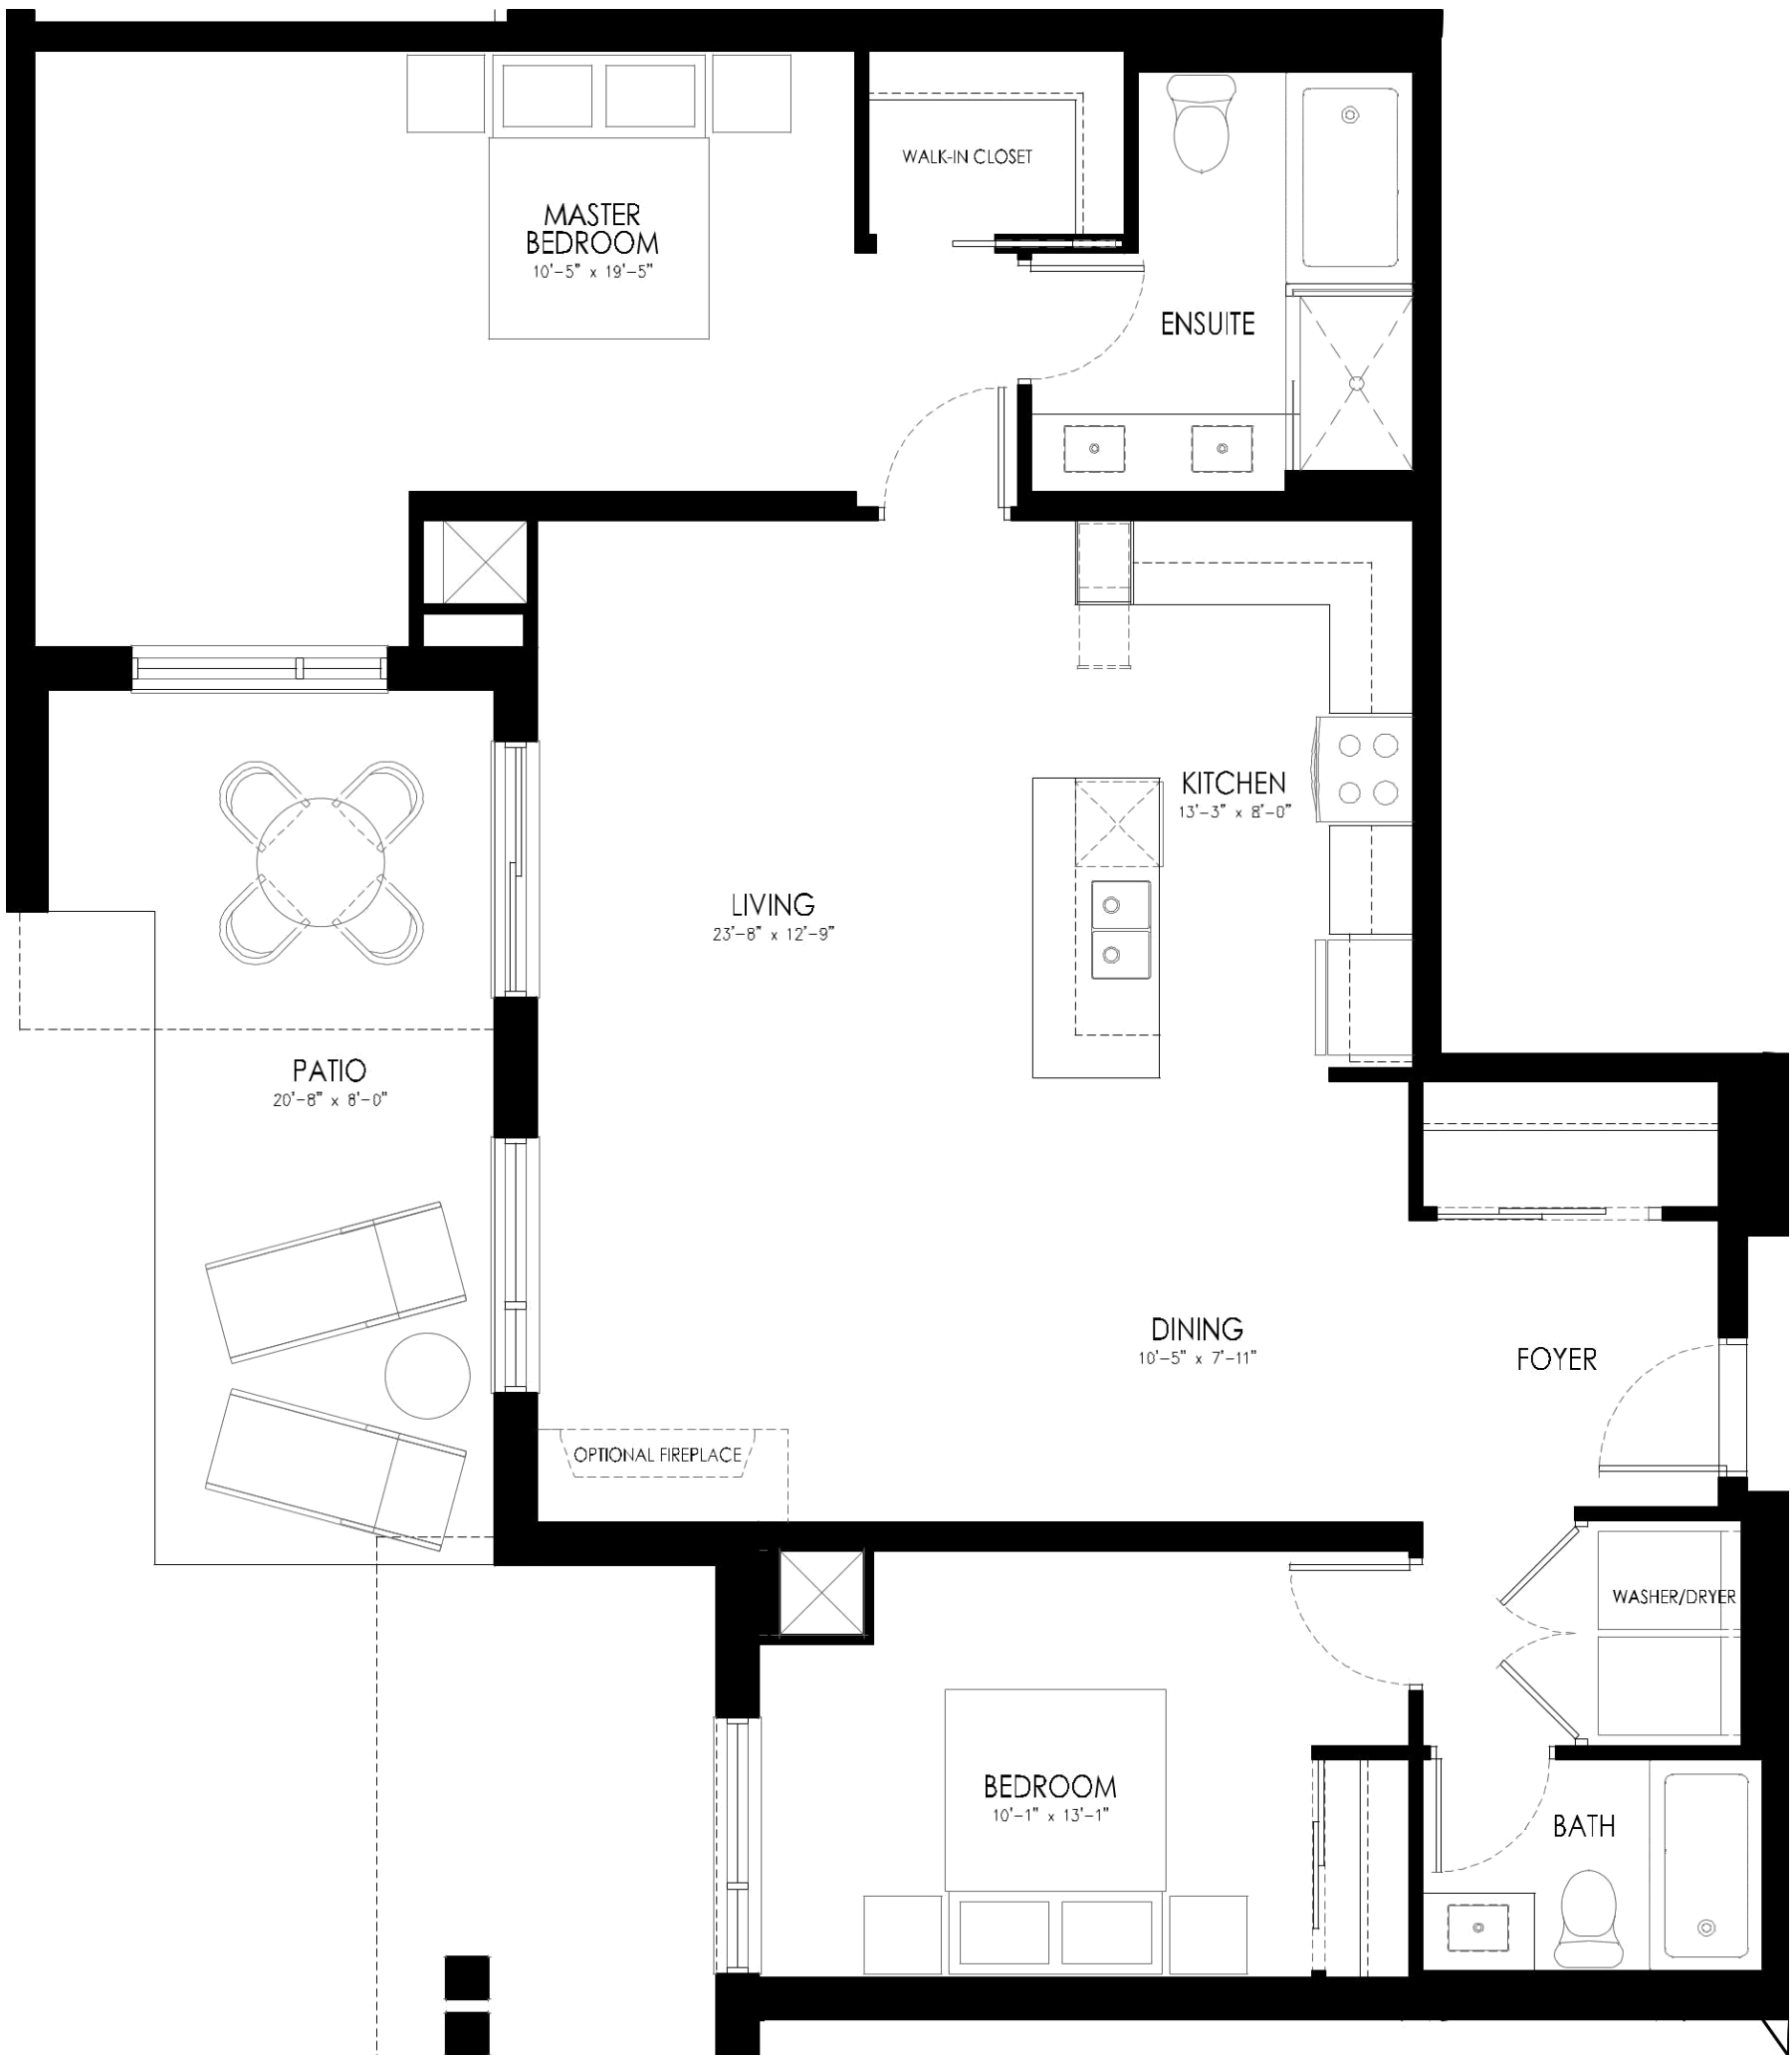 WALK-IN CLOSET
MASTER
BEDROOM
10'-5" x 19'-5"
ENSUITE
KITCHEN
13'-3" x 8'-0"
LIVING
23'-8" x 12'-9"
PATIO
20'-8" x 8'-0"
DINING
10'-5" x 7'-11"
FOYER
OPTIONAL FIREPLACE
WASHER/DRYER
BEDROOM
10'-1" x 13'-1"
BATH